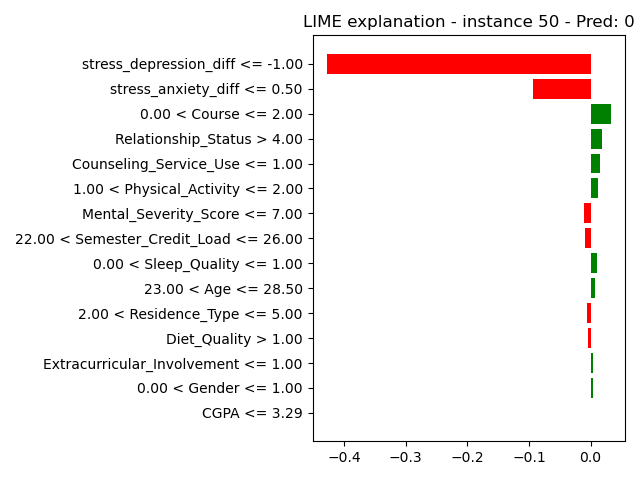 LIME explanation - instance 50 - Pred: 0
stress_depression_diff <= -1.00
stress_anxiety_diff <= 0.50
0.00 < Course <= 2.00
Relationship_Status > 4.00
Counseling_Service_Use <= 1.00
1.00 < Physical_Activity <= 2.00
Mental_Severity_Score <= 7.00
22.00 < Semester_Credit_Load <= 26.00
0.00 < Sleep_Quality <= 1.00
23.00 < Age <= 28.50
2.00 < Residence_Type <= 5.00
Diet_Quality > 1.00
Extracurricular_Involvement <= 1.00
0.00 < Gender <= 1.00
CGPA <= 3.29
−0.4 −0.3 −0.2 −0.1 0.0